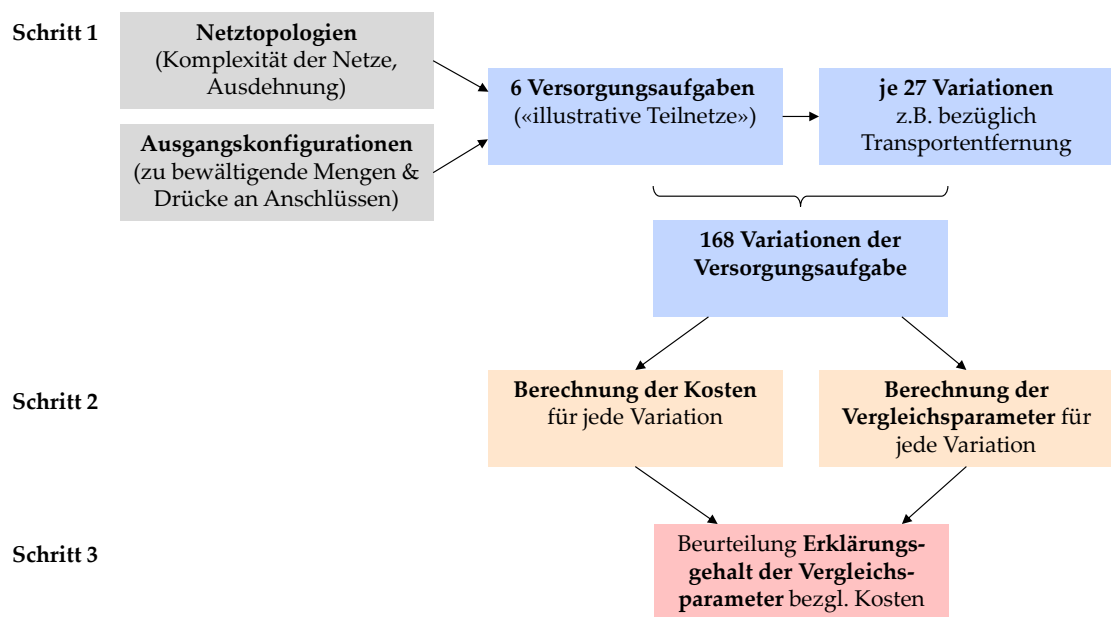 Schritt 1
Netztopologien
(Komplexität der Netze,
Ausdehnung)
Ausgangskonfigurationen
(zu bewältigende Mengen &
Drücke an Anschlüssen)
6 Versorgungsaufgaben
(«illustrative Teilnetze»)
je 27 Variationen
z.B. bezüglich
Transportentfernung
168 Variationen der
Versorgungsaufgabe
Schritt 2
Berechnung der Kosten
für jede Variation
Berechnung der
Vergleichsparameter für
jede Variation
Schritt 3
Beurteilung Erklärungs-
gehalt der Vergleichs-
parameter bezgl. Kosten